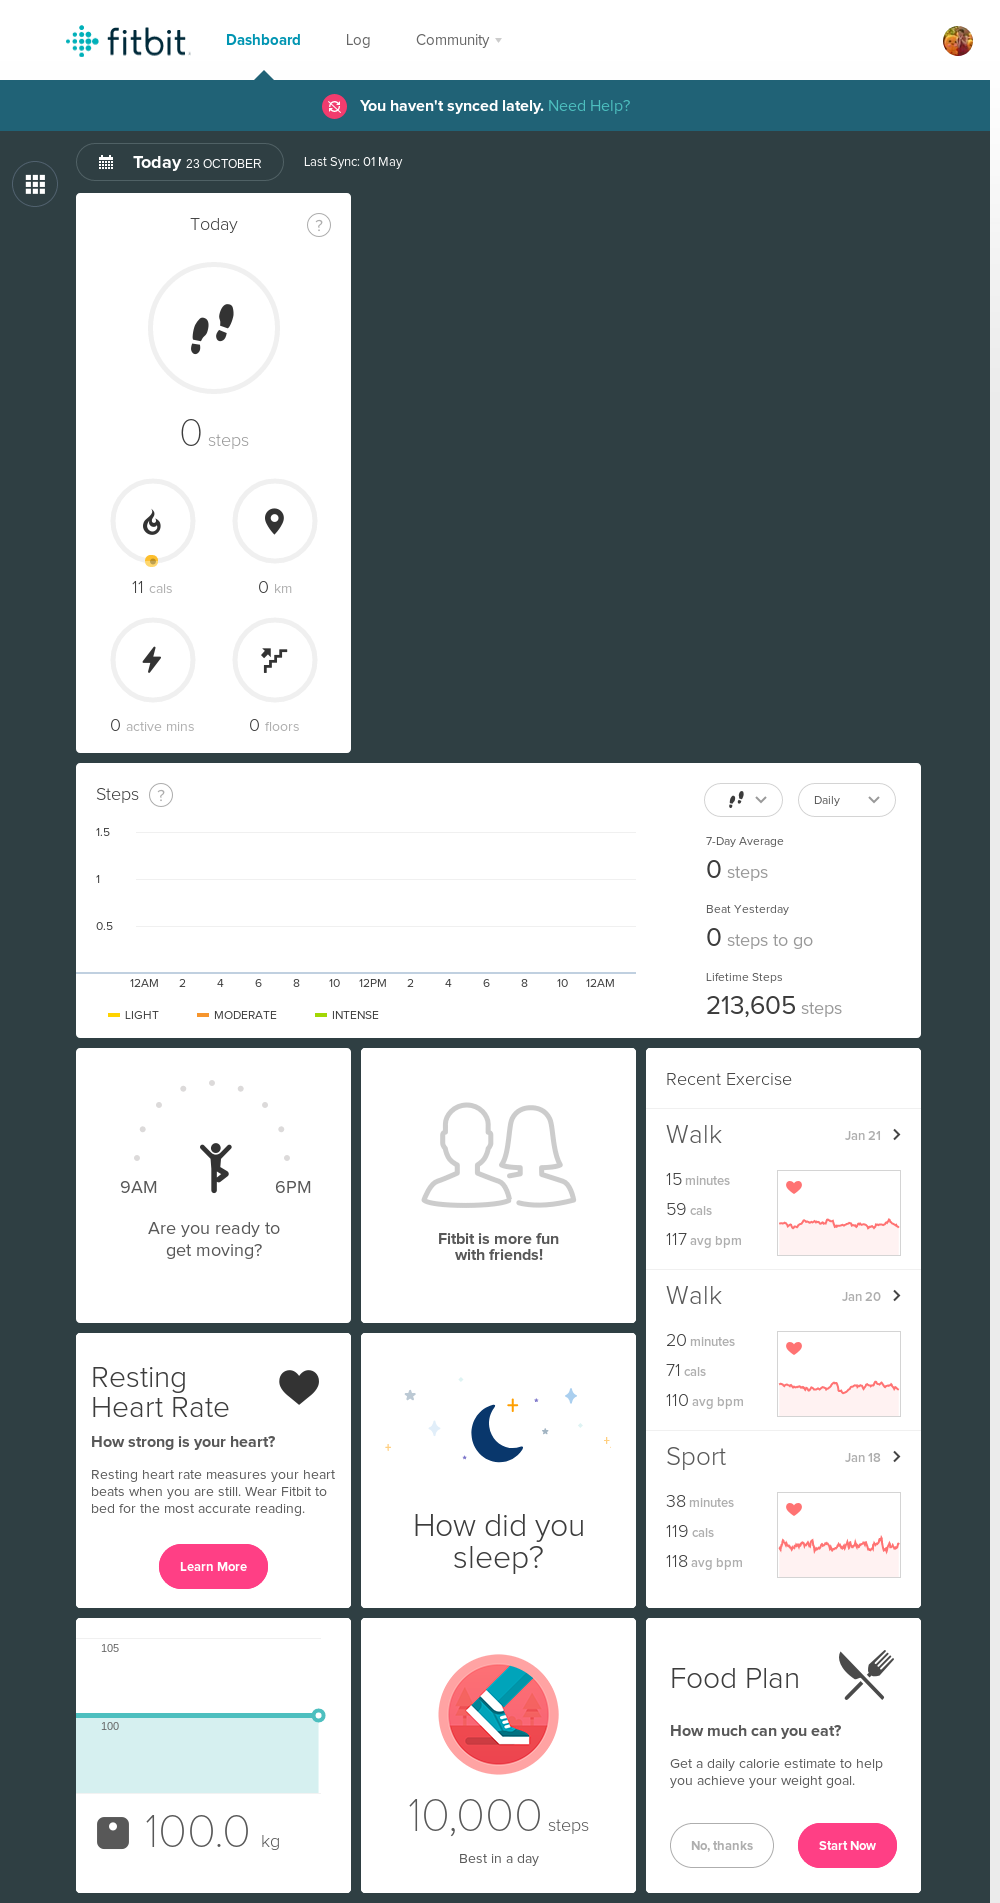 fitbit
Dashboard
Log
Community
You haven't synced lately. Need Help?
Today 23 OCTOBER
Last Sync: 01 May
Today
?
0 steps
11 cals
0 km
0 active mins
0 floors
Steps
?
Daily
1.5
1
0.5
12AM 2 4 6 8 10 12PM 2 4 6 8 10 12AM
LIGHT MODERATE INTENSE
7-Day Average
0 steps
Beat Yesterday
0 steps to go
Lifetime Steps
213,605 steps
9AM 6PM
Are you ready to
get moving?
Fitbit is more fun
with friends!
Recent Exercise
Walk
Jan 21
15 minutes
59 cals
117 avg bpm
Walk
Jan 20
20 minutes
71 cals
110 avg bpm
Sport
Jan 18
38 minutes
119 cals
118 avg bpm
Resting
Heart Rate
How strong is your heart?
Resting heart rate measures your heart
beats when you are still. Wear Fitbit to
bed for the most accurate reading.
Learn More
How did you
sleep?
105
100
100.0 kg
10,000 steps
Best in a day
Food Plan
How much can you eat?
Get a daily calorie estimate to help
you achieve your weight goal.
No, thanks
Start Now